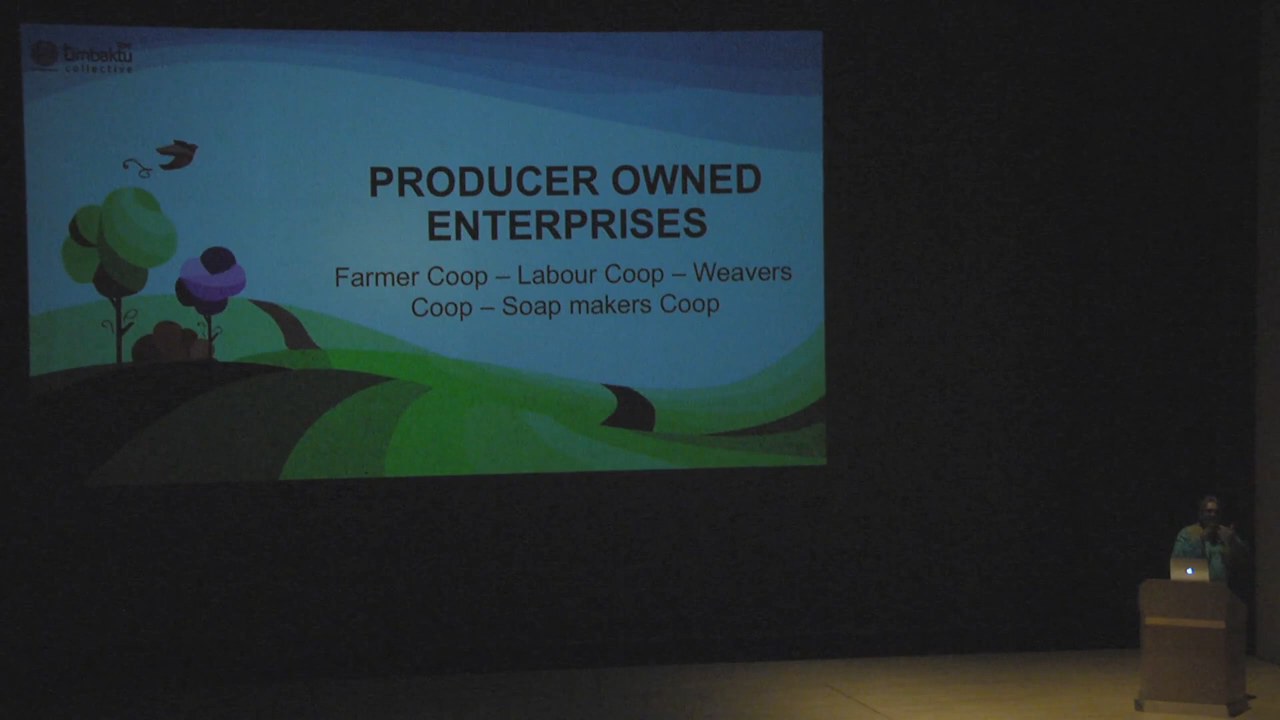 timbaktu
collective
PRODUCER OWNED
ENTERPRISES
Farmer Coop – Labour Coop – Weavers
Coop – Soap makers Coop